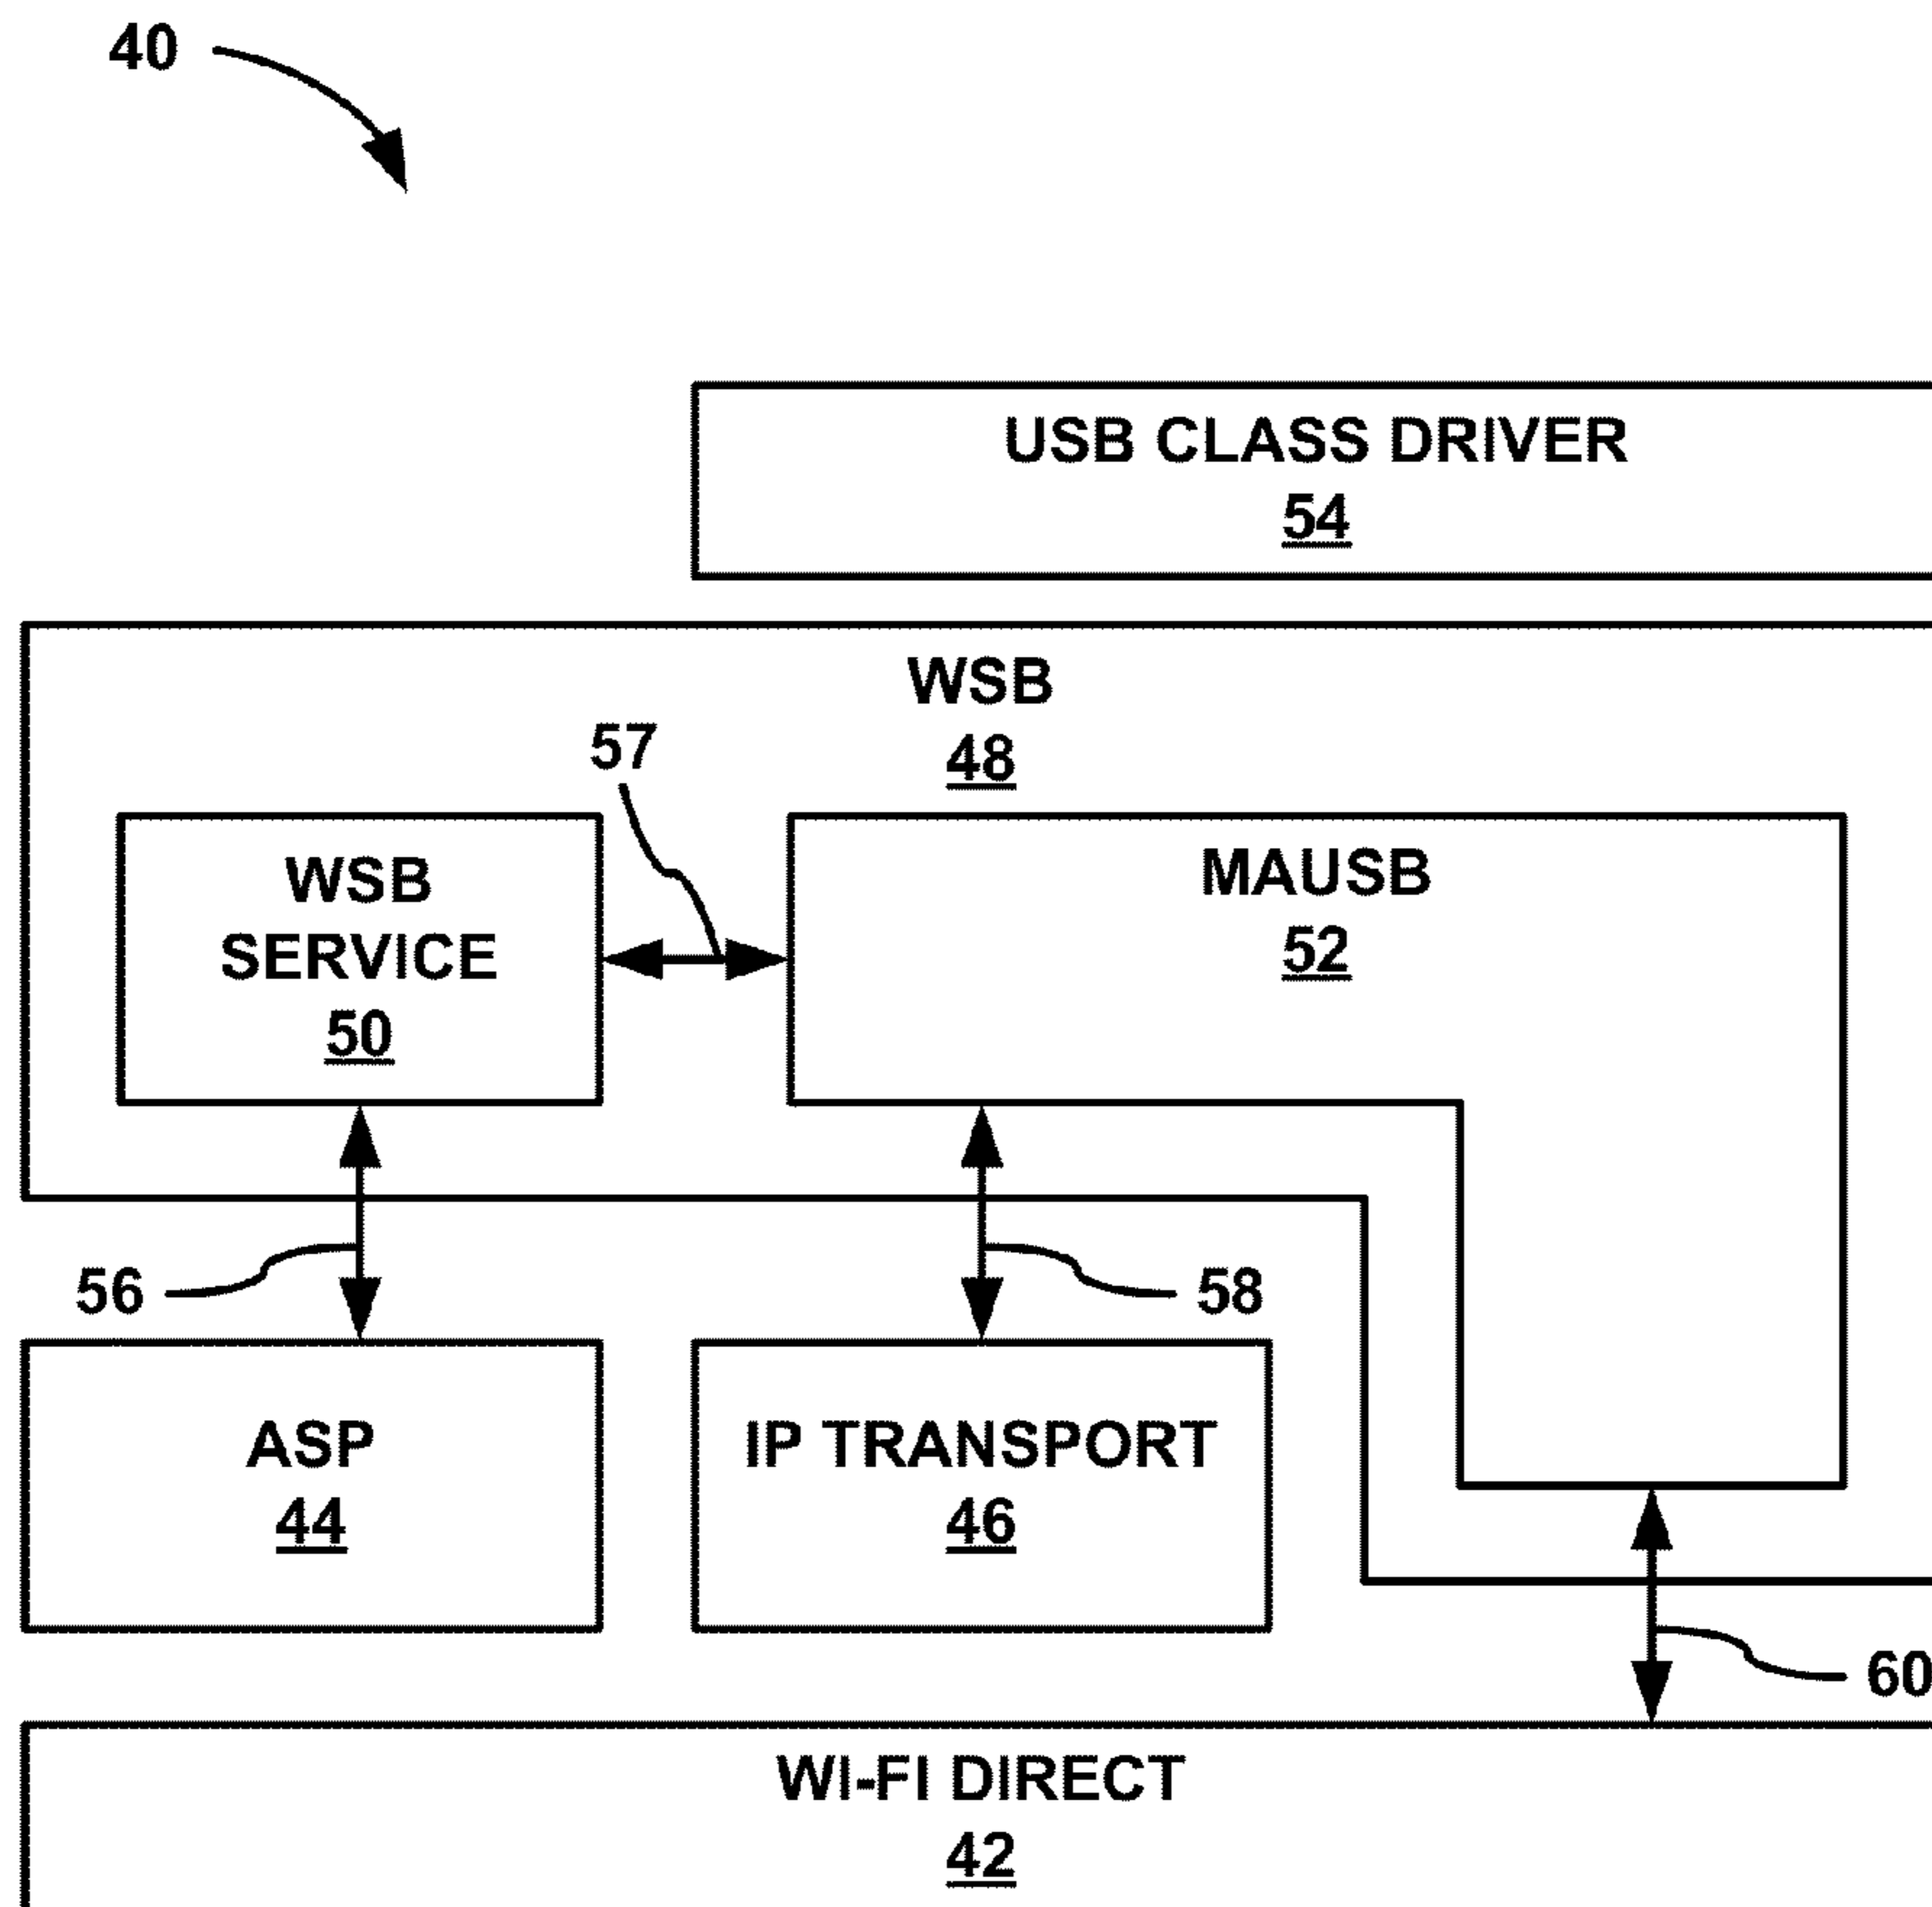 40
USB CLASS DRIVER
54
WSB
48
57
WSB
SERVICE
50
MAUSB
52
56
58
ASP
44
IP TRANSPORT
46
60
WI-FI DIRECT
42